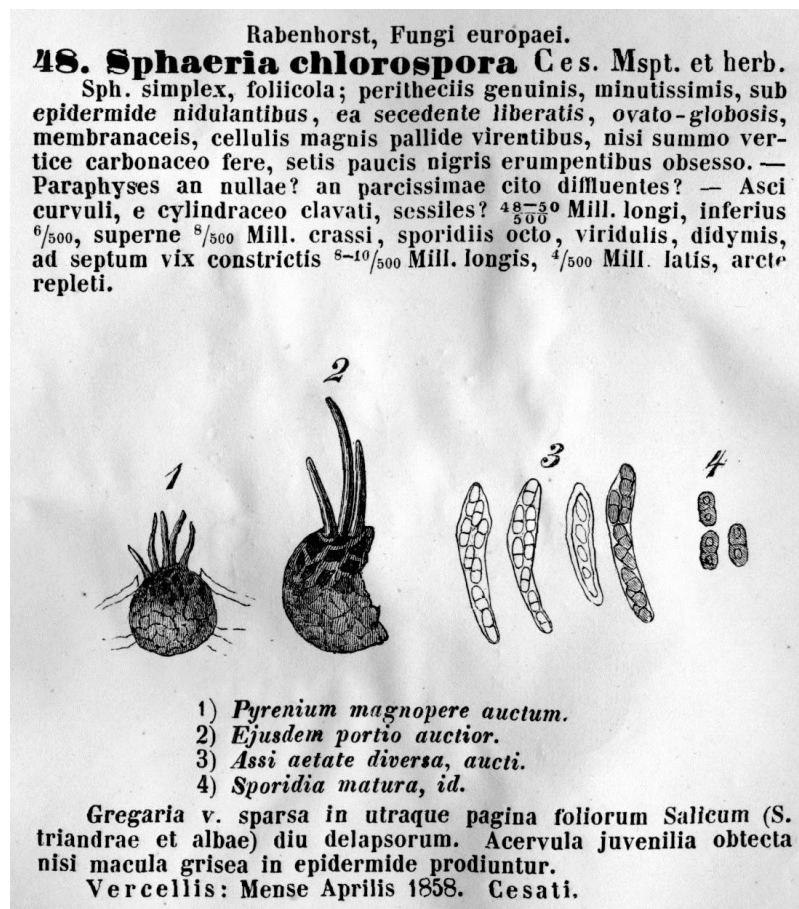 Rabenhorst, Fungi europaei.
48. Sphaeria chlorospora Ces. Mspt. et herb.
Sph. simplex, foliicola; peritheciis genuinis, minutissimis, sub
epidermide nidulantibus, ea secedente liberatis, ovato-globosis,
membranaceis, cellulis magnis pallide virentibus, nisi summo ver-
tice carbonaceo fere, setis paucis nigris erumpentibus obsesso. —
Paraphyses an nullae? an parcissimae cito diffluentes? — Asci
curvuli, e cylindraceo clavati, sessiles? 48—50/500 Mill. longi, inferius
6/500, superne 8/500 Mill. crassi, sporidiis octo, viridulis, didymis,
ad septum vix constrictis 8–10/500 Mill. longis, 4/500 Mill. latis, arcte
repleti.
2
1
3
4
1) Pyrenium magnopere auctum.
2) Ejusdem portio auctior.
3) Assi aetate diversa, aucti.
4) Sporidia matura, id.
Gregaria v. sparsa in utraque pagina foliorum Salicum (S.
triandrae et albae) diu delapsorum. Acervula juvenilia obtecta
nisi macula grisea in epidermide prodiuntur.
Vercellis: Mense Aprilis 1858. Cesati.